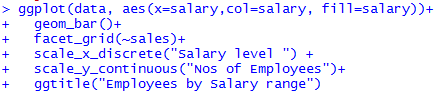 > ggplot(data, aes(x=salary,col=salary, fill=salary))+
+   geom_bar()+
+   facet_grid(~sales)+
+   scale_x_discrete("Salary level ") +
+   scale_y_continuous("Nos of Employees")+
+   ggtitle("Employees by Salary range")